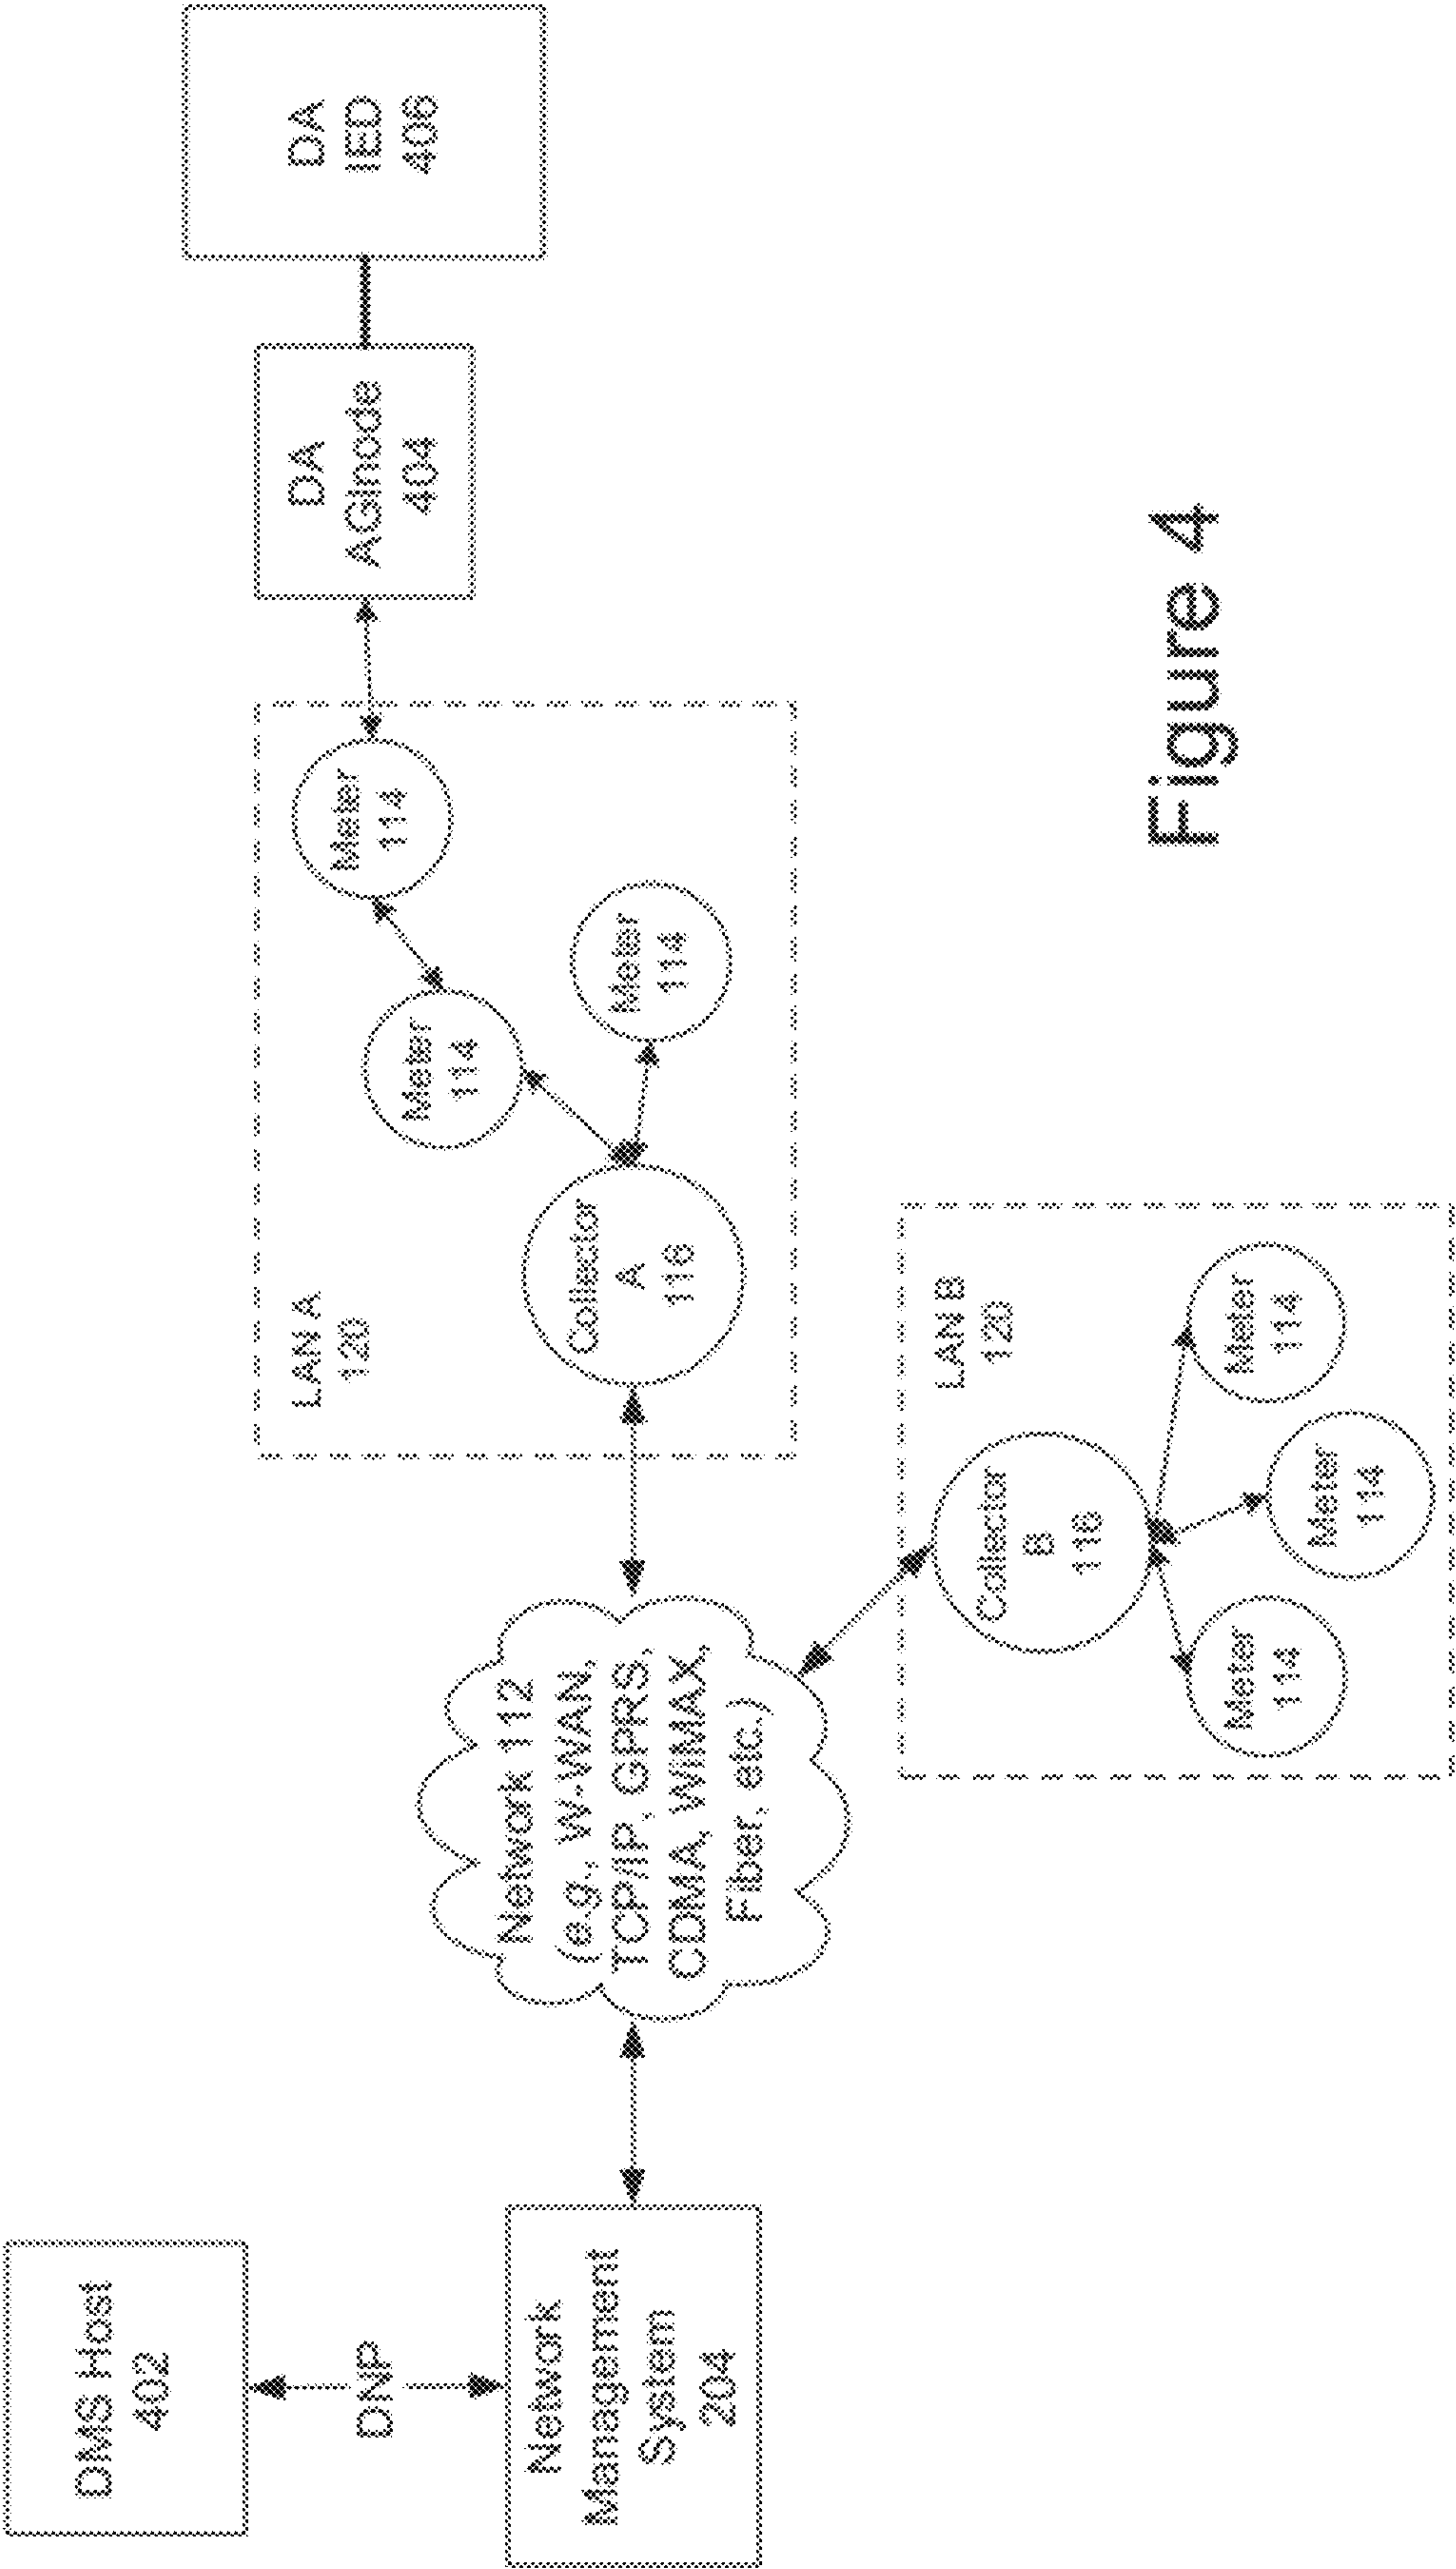 DMS Host
402
DNP
Network
Management
System
204
Network 112
(e.g., W-WAN,
TCP/IP, GPRS,
CDMA, WiMAX,
Fiber, etc.)
LAN A
120
Collector
A
116
Meter
114
Meter
114
Meter
114
DA
AGInode
404
DA
IED
406
LAN B
120
Collector
B
116
Meter
114
Meter
114
Meter
114
Figure 4